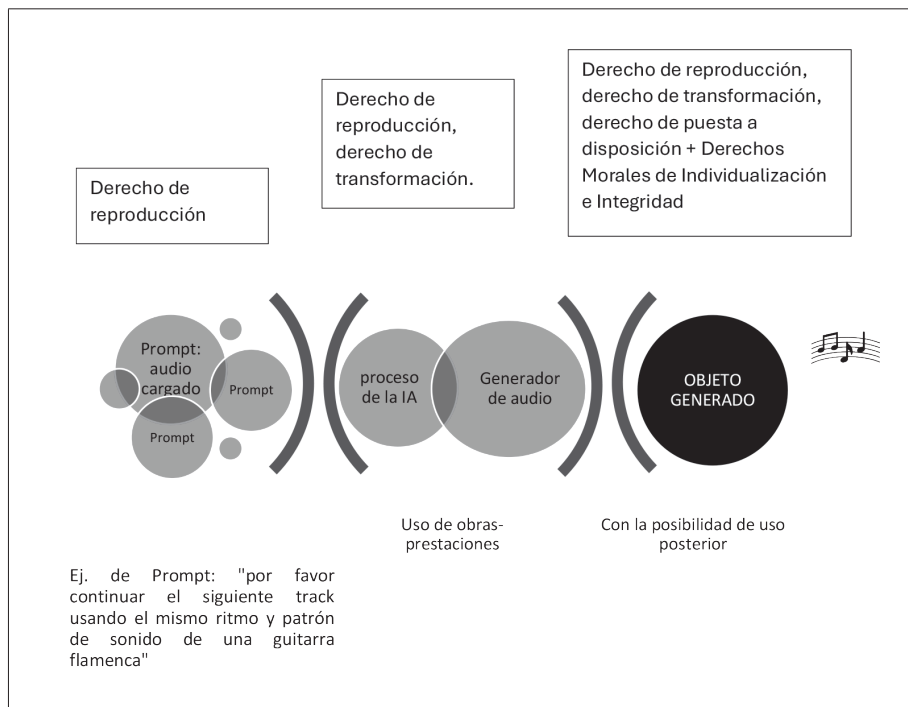 Derecho de
reproducción
Derecho de
reproducción,
derecho de
transformación.
Derecho de reproducción,
derecho de transformación,
derecho de puesta a
disposición + Derechos
Morales de Individualización
e Integridad
Prompt:
audio
cargado
Prompt
Prompt
proceso
de la IA
Generador
de audio
OBJETO
GENERADO
Uso de obras-
prestaciones
Con la posibilidad de uso
posterior
Ej. de Prompt: "por favor
continuar el siguiente track
usando el mismo ritmo y patrón
de sonido de una guitarra
flamenca"